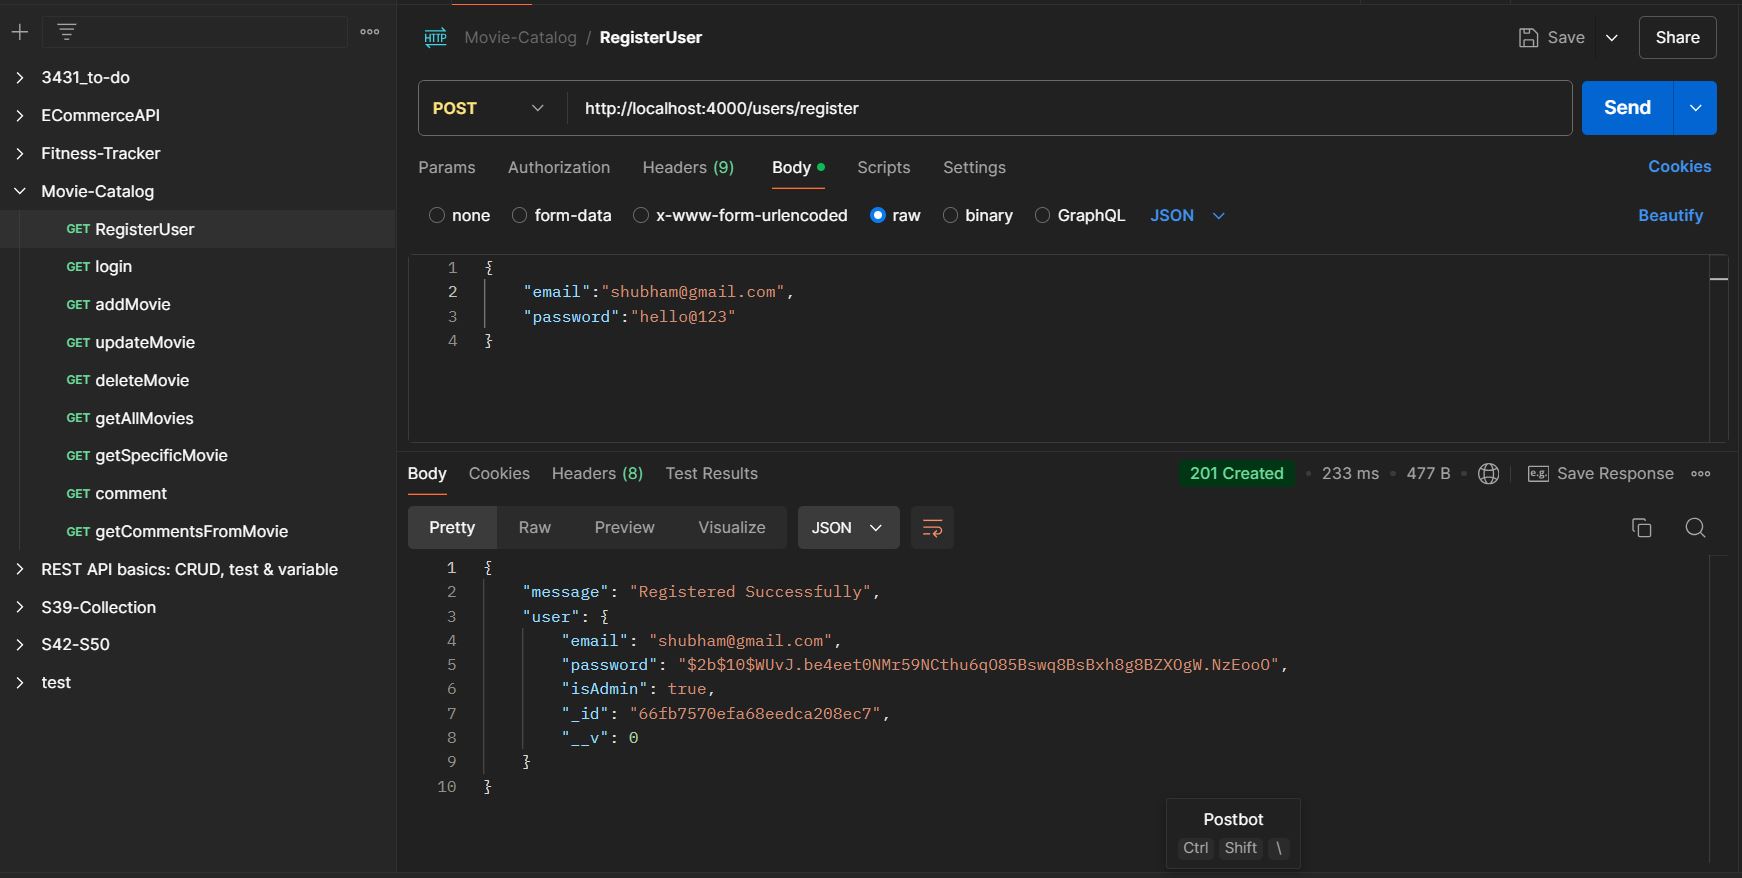 3431_to-do
ECommerceAPI
Fitness-Tracker
Movie-Catalog
GET RegisterUser
GET login
GET addMovie
GET updateMovie
GET deleteMovie
GET getAllMovies
GET getSpecificMovie
GET comment
GET getCommentsFromMovie
REST API basics: CRUD, test & variable
S39-Collection
S42-S50
test
HTTP Movie-Catalog / RegisterUser
Save
Share
POST http://localhost:4000/users/register
Send
Params Authorization Headers (9) Body Scripts Settings
Cookies
none form-data x-www-form-urlencoded raw binary GraphQL JSON
Beautify
1 {
2 "email":"shubham@gmail.com",
3 "password":"hello@123"
4 }
Body Cookies Headers (8) Test Results
201 Created 233 ms 477 B e.g. Save Response
Pretty Raw Preview Visualize JSON
1 {
2 "message": "Registered Successfully",
3 "user": {
4 "email": "shubham@gmail.com",
5 "password": "$2b$10$WUvJ.be4eet0NMr59NCthu6qO85Bswq8BsBxh8g8BZXOgW.NzEooO",
6 "isAdmin": true,
7 "_id": "66fb7570efa68eedca208ec7",
8 "__v": 0
9 }
10 }
Postbot
Ctrl Shift \